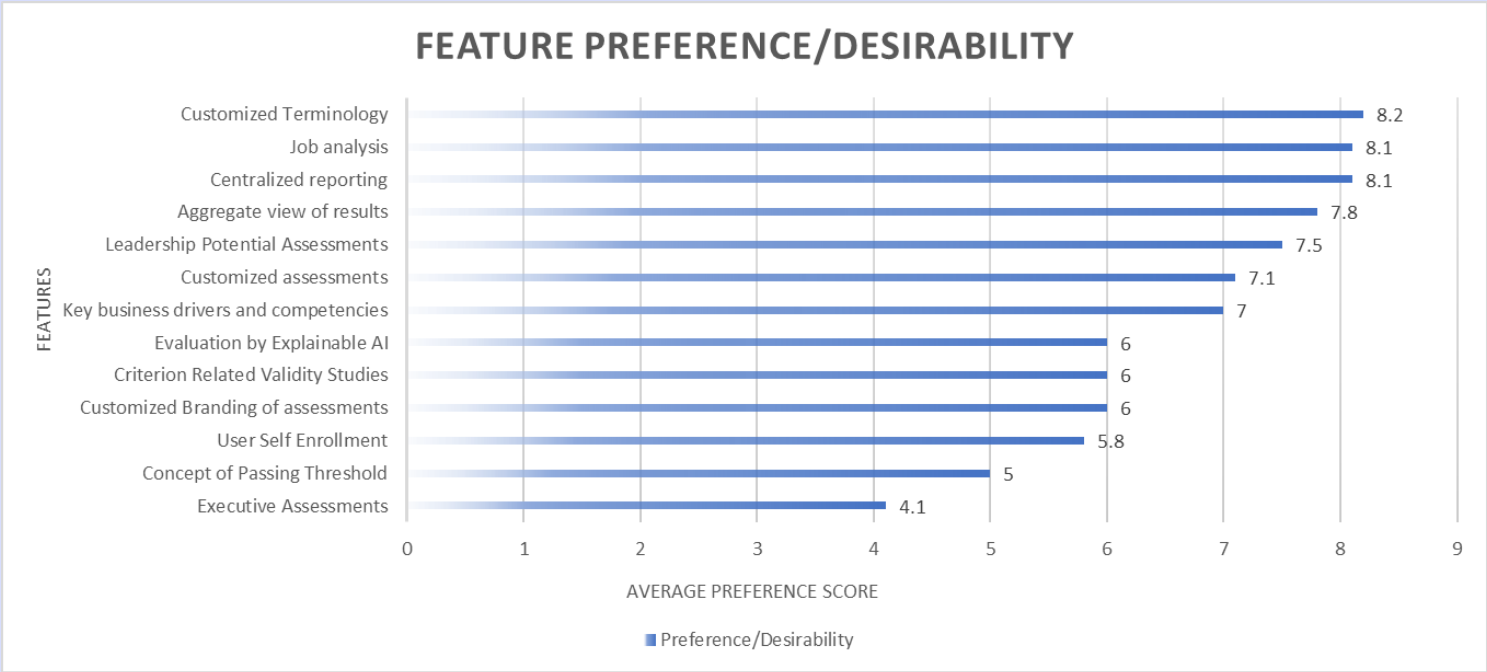 FEATURE PREFERENCE/DESIRABILITY
FEATURES
Customized Terminology 8.2
Job analysis 8.1
Centralized reporting 8.1
Aggregate view of results 7.8
Leadership Potential Assessments 7.5
Customized assessments 7.1
Key business drivers and competencies 7
Evaluation by Explainable AI 6
Criterion Related Validity Studies 6
Customized Branding of assessments 6
User Self Enrollment 5.8
Concept of Passing Threshold 5
Executive Assessments 4.1
0 1 2 3 4 5 6 7 8 9
AVERAGE PREFERENCE SCORE
Preference/Desirability